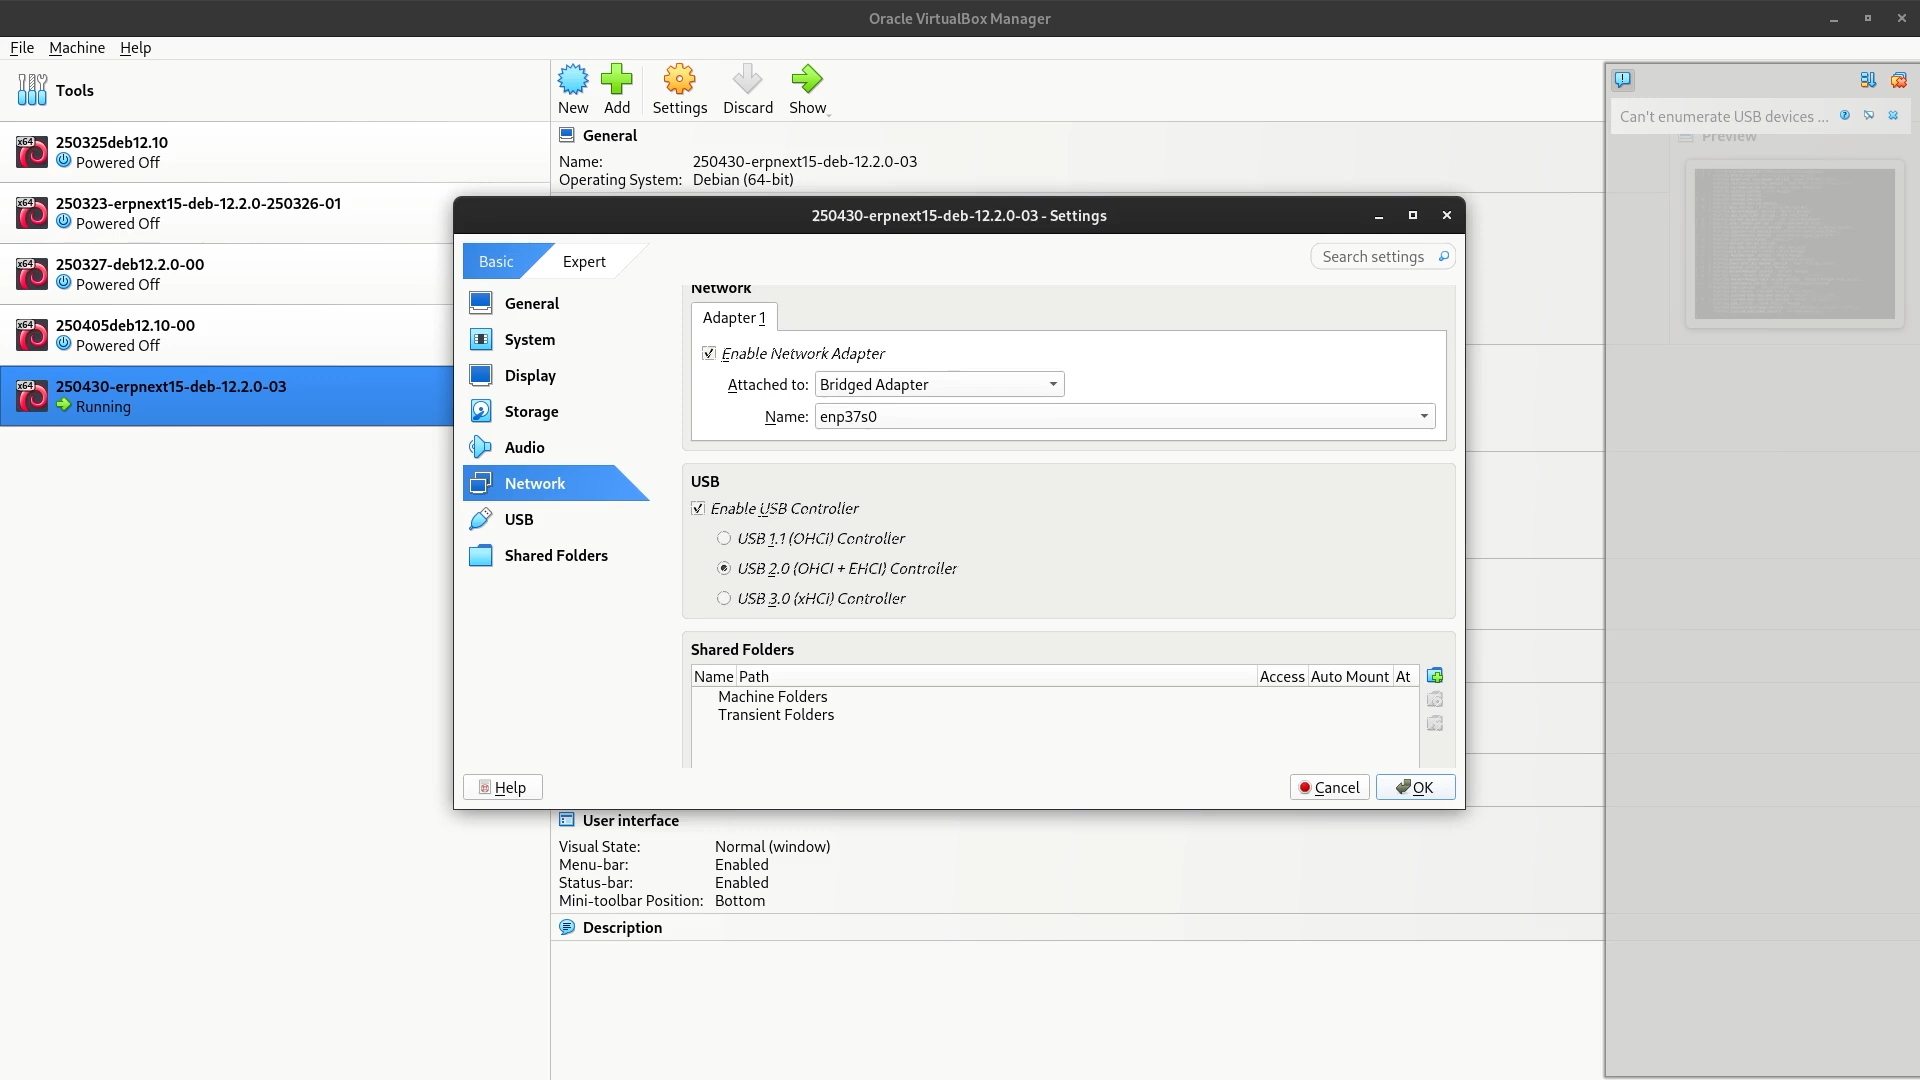 Oracle VirtualBox Manager
File Machine Help
Tools
New Add Settings Discard Show
Can't enumerate USB devices ...
Preview
x64 250325deb12.10
Powered Off
x64 250323-erpnext15-deb-12.2.0-250326-01
Powered Off
x64 250327-deb12.2.0-00
Powered Off
x64 250405deb12.10-00
Powered Off
x64 250430-erpnext15-deb-12.2.0-03
Running
General
Name: 250430-erpnext15-deb-12.2.0-03
Operating System: Debian (64-bit)
250430-erpnext15-deb-12.2.0-03 - Settings
Basic Expert
Search settings
General
System
Display
Storage
Audio
Network
USB
Shared Folders
Network
Adapter 1
Enable Network Adapter
Attached to: Bridged Adapter
Name: enp37s0
USB
Enable USB Controller
USB 1.1 (OHCI) Controller
USB 2.0 (OHCI + EHCI) Controller
USB 3.0 (xHCI) Controller
Shared Folders
Name Path Access Auto Mount At
Machine Folders
Transient Folders
Help Cancel OK
User interface
Visual State: Normal (window)
Menu-bar: Enabled
Status-bar: Enabled
Mini-toolbar Position: Bottom
Description